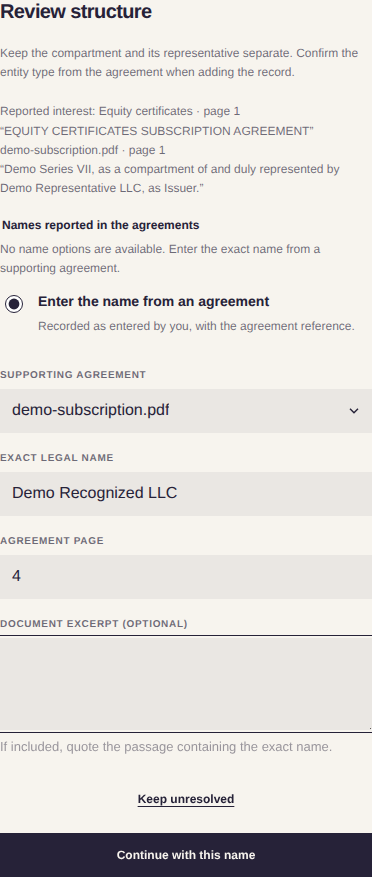 Review structure
Keep the compartment and its representative separate. Confirm the
entity type from the agreement when adding the record.
Reported interest: Equity certificates · page 1
“EQUITY CERTIFICATES SUBSCRIPTION AGREEMENT”
demo-subscription.pdf · page 1
“Demo Series VII, as a compartment of and duly represented by
Demo Representative LLC, as Issuer.”
Names reported in the agreements
No name options are available. Enter the exact name from a
supporting agreement.
Enter the name from an agreement
Recorded as entered by you, with the agreement reference.
SUPPORTING AGREEMENT
demo-subscription.pdf
EXACT LEGAL NAME
Demo Recognized LLC
AGREEMENT PAGE
4
DOCUMENT EXCERPT (OPTIONAL)
If included, quote the passage containing the exact name.
Keep unresolved
Continue with this name